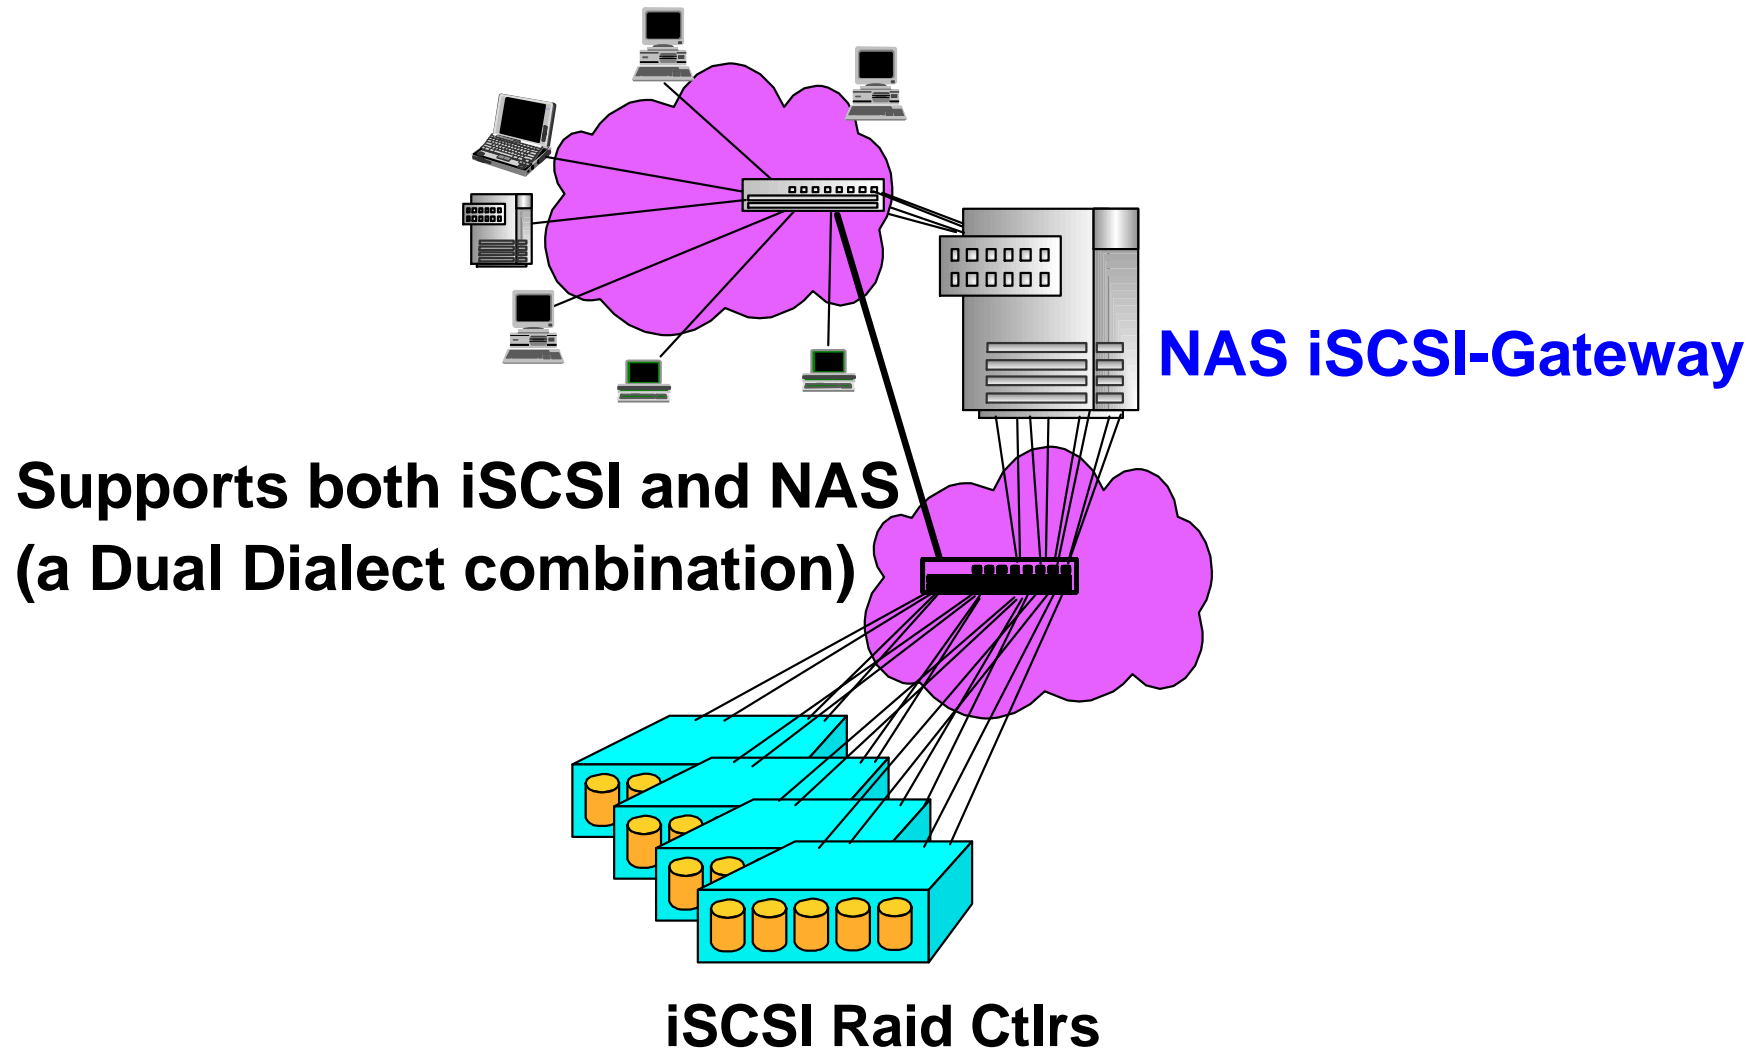 NAS iSCSI-Gateway
Supports both iSCSI and NAS
(a Dual Dialect combination)
iSCSI Raid Ctlrs